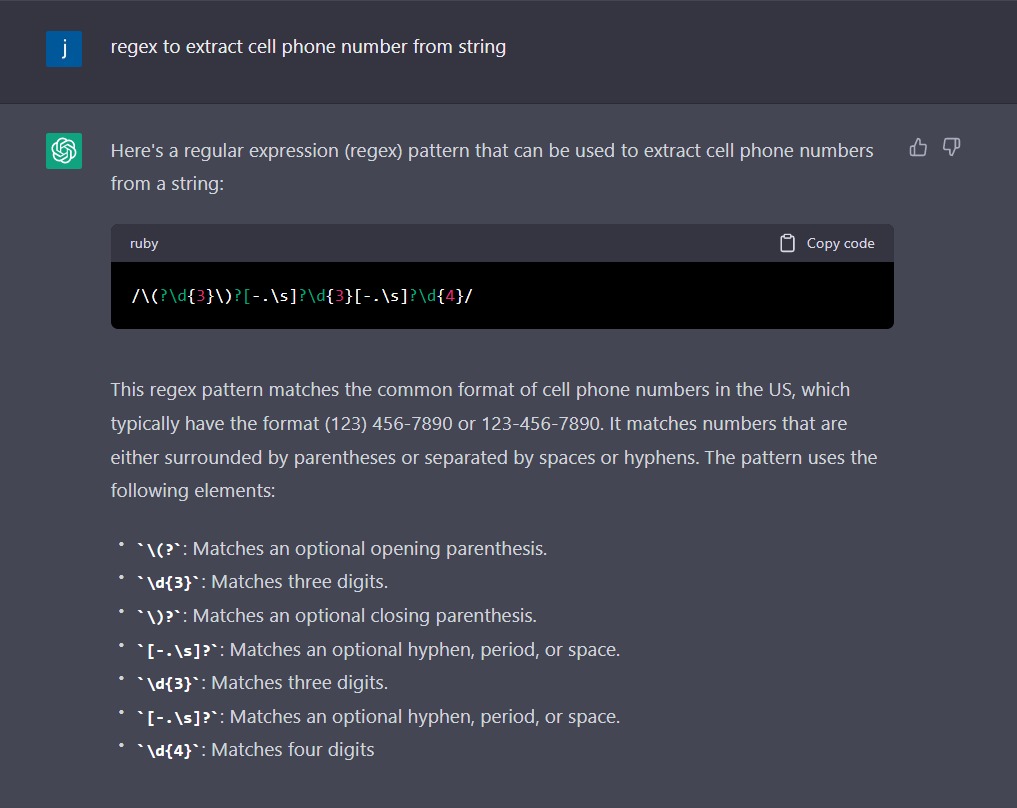 j
regex to extract cell phone number from string
Here's a regular expression (regex) pattern that can be used to extract cell phone numbers
from a string:
ruby
Copy code
/\(?\d{3}\)?[-.\s]?\d{3}[-.\s]?\d{4}/
This regex pattern matches the common format of cell phone numbers in the US, which
typically have the format (123) 456-7890 or 123-456-7890. It matches numbers that are
either surrounded by parentheses or separated by spaces or hyphens. The pattern uses the
following elements:
• `\(?`: Matches an optional opening parenthesis.
• `\d{3}`: Matches three digits.
• `\)?`: Matches an optional closing parenthesis.
• `[-.\s]?`: Matches an optional hyphen, period, or space.
• `\d{3}`: Matches three digits.
• `[-.\s]?`: Matches an optional hyphen, period, or space.
• `\d{4}`: Matches four digits